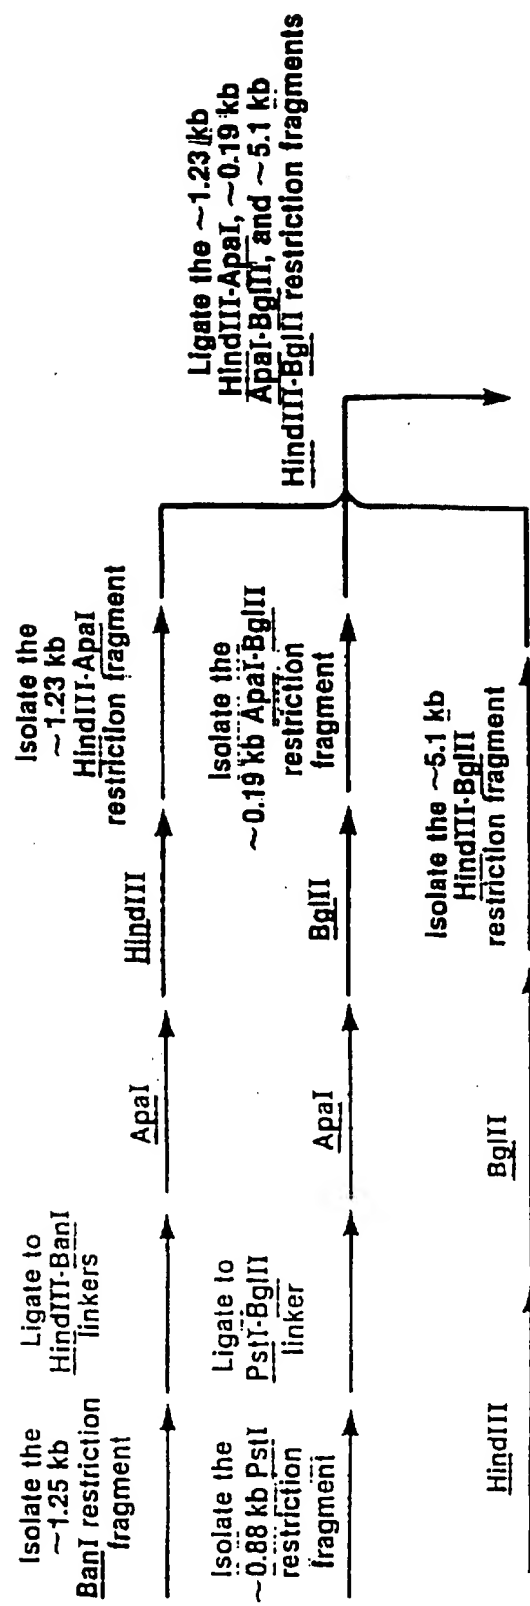 Isolate the
~1.25 kb
BanI restriction
fragment
Ligate to
HindIII-BanI
linkers
ApaI
HindIII
Isolate the
~1.23 kb
HindIII-ApaI
restriction fragment
Isolate the
~0.88 kb PstI
restriction
fragment
Ligate to
PstI-BglII
linker
ApaI
BglII
Isolate the
~0.19 kb ApaI-BglII
restriction
fragment
HindIII
BglII
Isolate the ~5.1 kb
HindIII-BglII
restriction fragment
Ligate the ~1.23 kb
HindIII-ApaI, ~0.19 kb
ApaI-BglII, and ~5.1 kb
HindIII-BglII restriction fragments